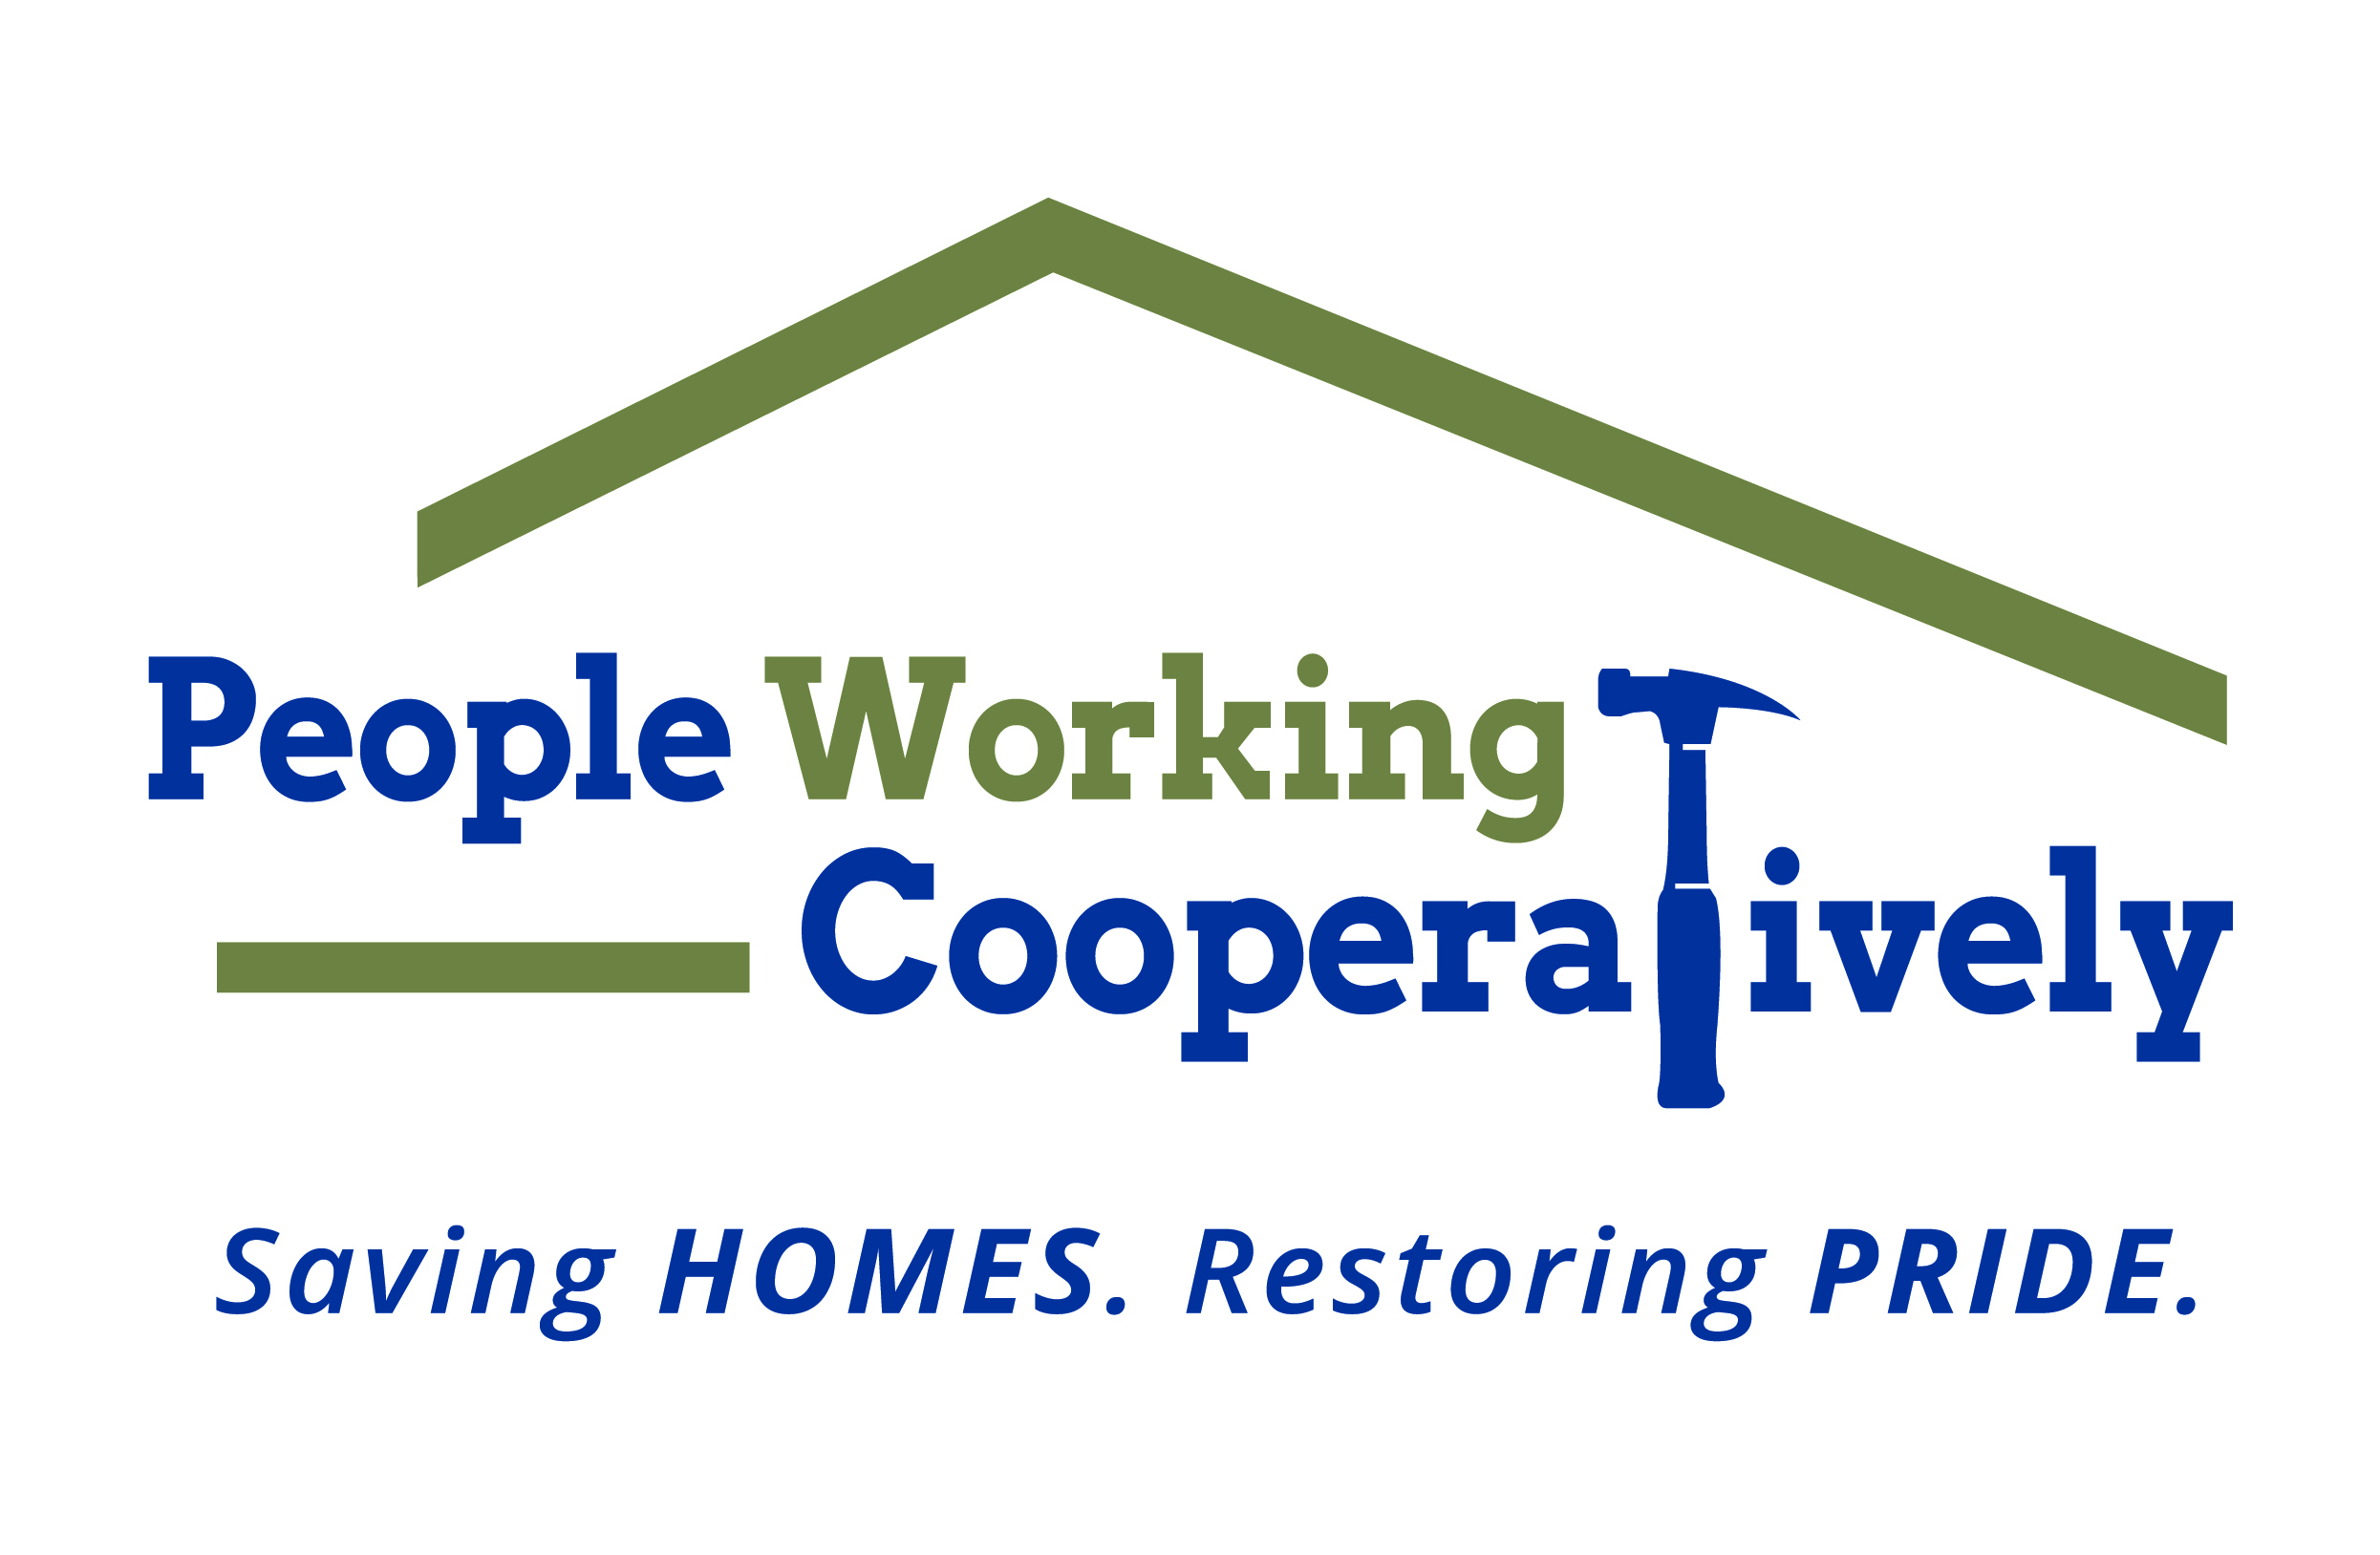 People Working
Cooperatively
Saving HOMES. Restoring PRIDE.